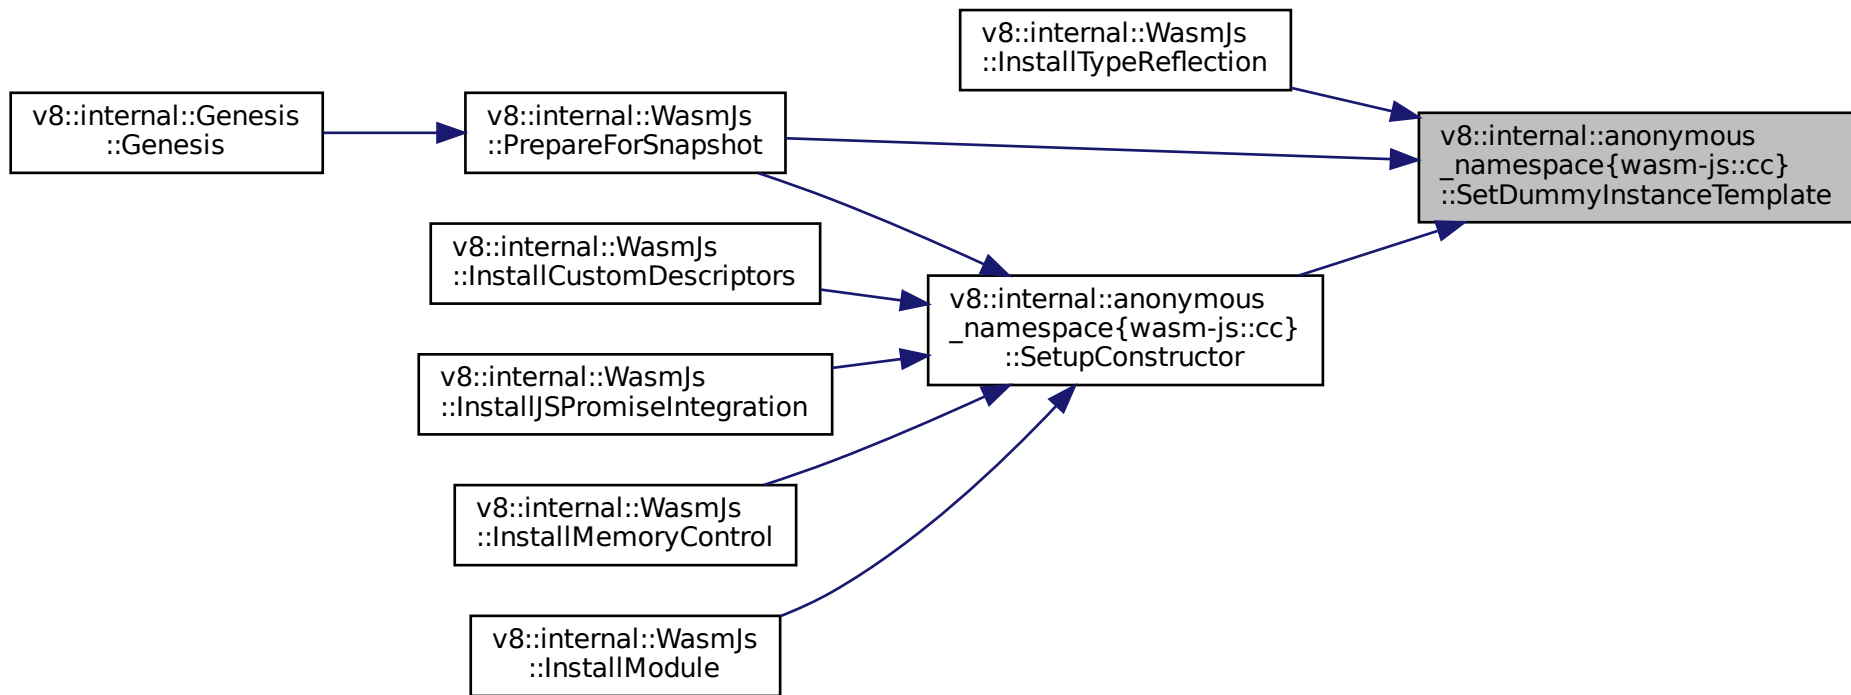 v8::internal::WasmJs
::InstallTypeReflection
v8::internal::Genesis
::Genesis
v8::internal::WasmJs
::PrepareForSnapshot
v8::internal::anonymous
_namespace{wasm-js::cc}
::SetDummyInstanceTemplate
v8::internal::WasmJs
::InstallCustomDescriptors
v8::internal::anonymous
_namespace{wasm-js::cc}
::SetupConstructor
v8::internal::WasmJs
::InstallJSPromiseIntegration
v8::internal::WasmJs
::InstallMemoryControl
v8::internal::WasmJs
::InstallModule